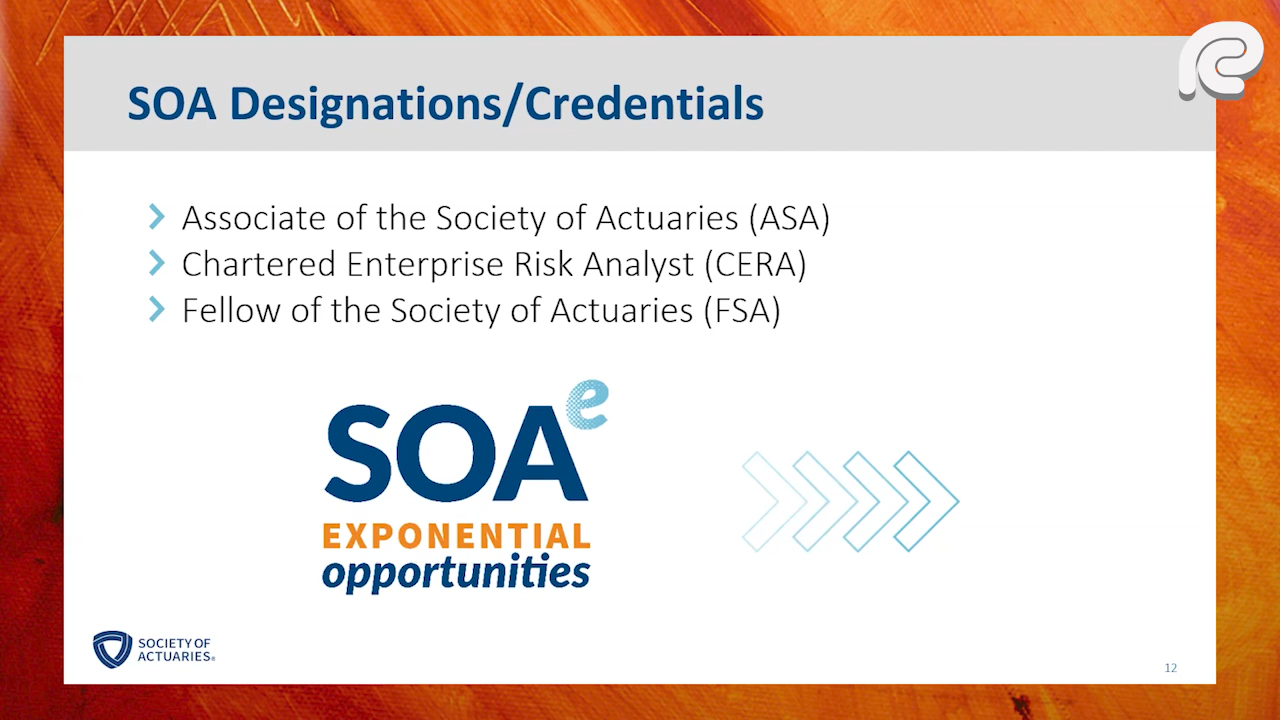 SOA Designations/Credentials
Associate of the Society of Actuaries (ASA)
Chartered Enterprise Risk Analyst (CERA)
Fellow of the Society of Actuaries (FSA)
SOAe
EXPONENTIAL
opportunities
SOCIETY OF
ACTUARIES®
12